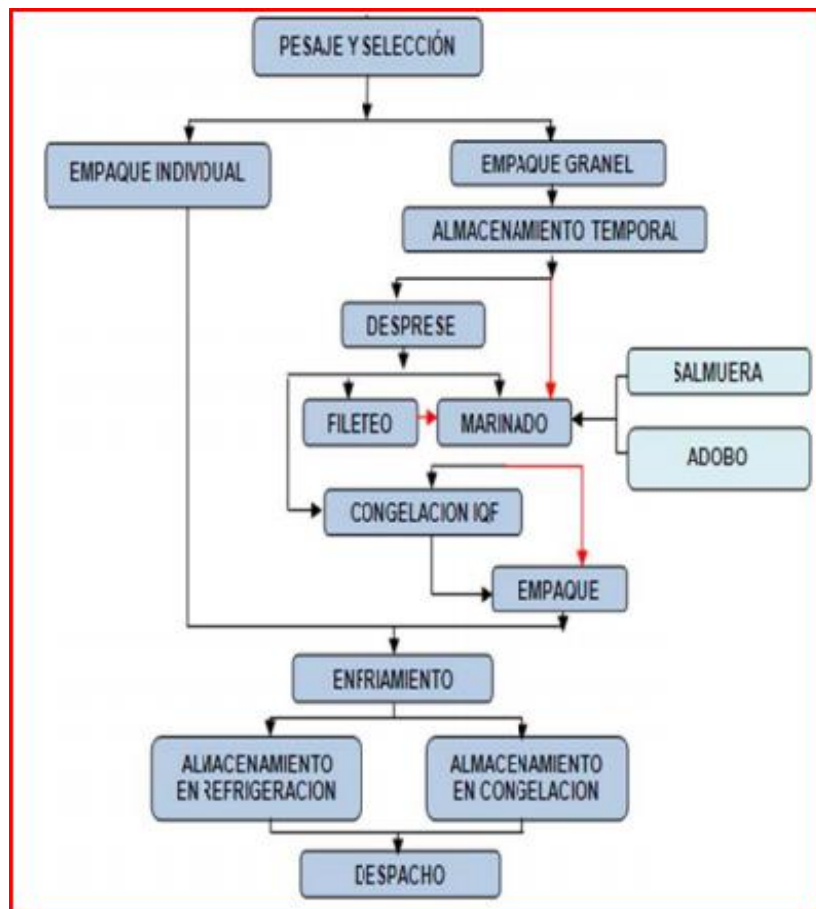 PESAJE Y SELECCIÓN
EMPAQUE INDIVIDUAL
EMPAQUE GRANEL
ALMACENAMIENTO TEMPORAL
DESPRESE
SALMUERA
FILETEO
MARINADO
ADOBO
CONGELACION IQF
EMPAQUE
ENFRIAMIENTO
ALMACENAMIENTO
EN REFRIGERACION
ALMACENAMIENTO
EN CONGELACION
DESPACHO